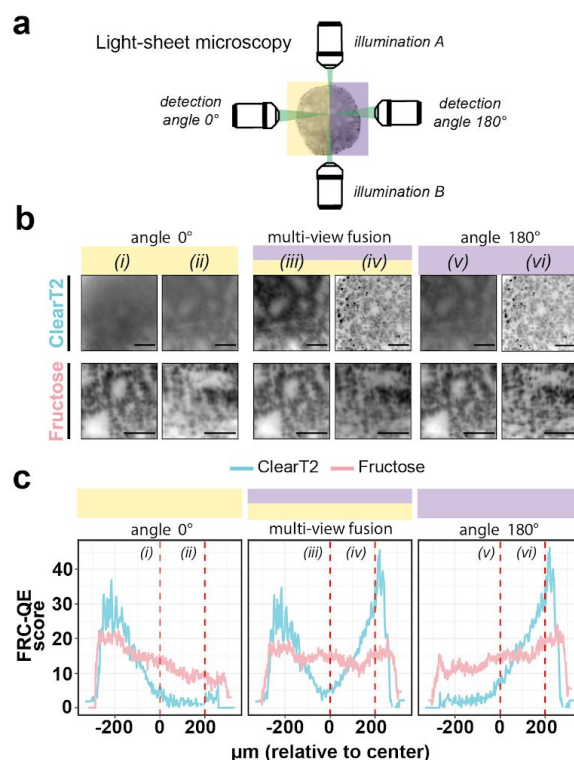 a
Light-sheet microscopy
illumination A
detection angle 0°
detection angle 180°
illumination B
b
angle 0°
multi-view fusion
angle 180°
(i) (ii) (iii) (iv) (v) (vi)
ClearT2
Fructose
ClearT2 Fructose
c
angle 0°
multi-view fusion
angle 180°
(i) (ii) (iii) (iv) (v) (vi)
FRC-QE score
40
30
20
10
0
-200 0 200 -200 0 200 -200 0 200
µm (relative to center)